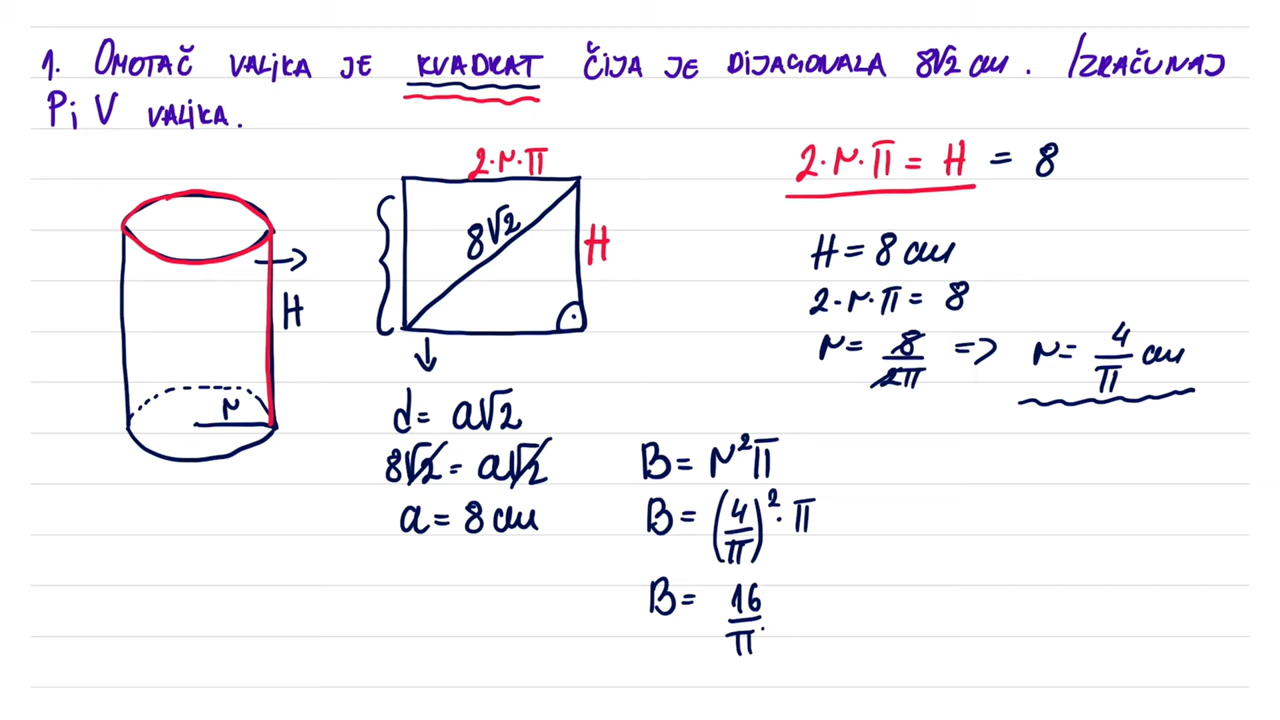 1. OMOTAČ VALJKA JE KVADRAT ČIJA JE DIJAGONALA 8√2 cm. IZRAČUNAJ
P i V VALJKA.
2·r·π
8√2
H
H
r
d = a√2
8√2 = a√2
a = 8 cm
2·r·π = H = 8
H = 8 cm
2·r·π = 8
r = 8/2π => r = 4/π cm
B = r²π
B = (4/π)²·π
B = 16/π